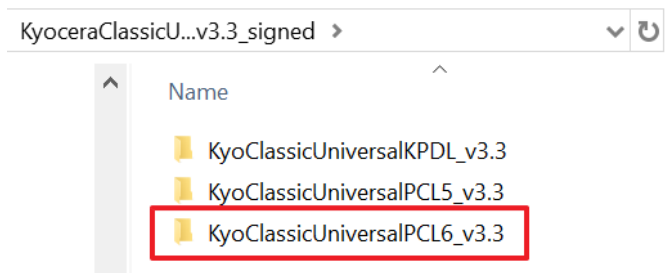 KyoceraClassicU...v3.3_signed
Name
KyoClassicUniversalKPDL_v3.3
KyoClassicUniversalPCL5_v3.3
KyoClassicUniversalPCL6_v3.3